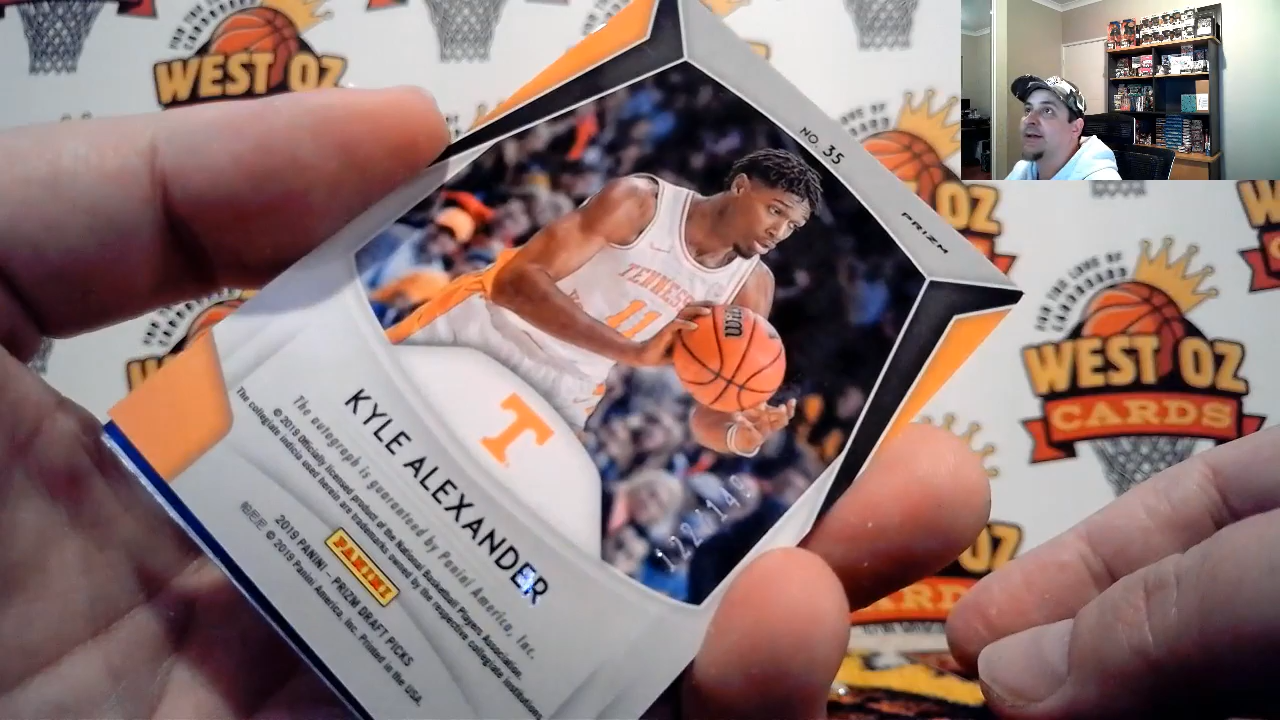 NO. 35
PRIZM
TENNESS
11
T
KYLE ALEXANDER
The autograph is guaranteed by Panini America, Inc.
The collegiate indicia used herein are trademarks owned by the respective collegiate institutions.
© 2019 Officially licensed product of the National Basketball Players Association.
PANINI
2019 PANINI – PRIZM DRAFT PICKS
© 2019 Panini America, Inc. Printed in the USA.
WEST OZ
FOR THE LOVE OF
CARDBOARD
WEST OZ
CARDS